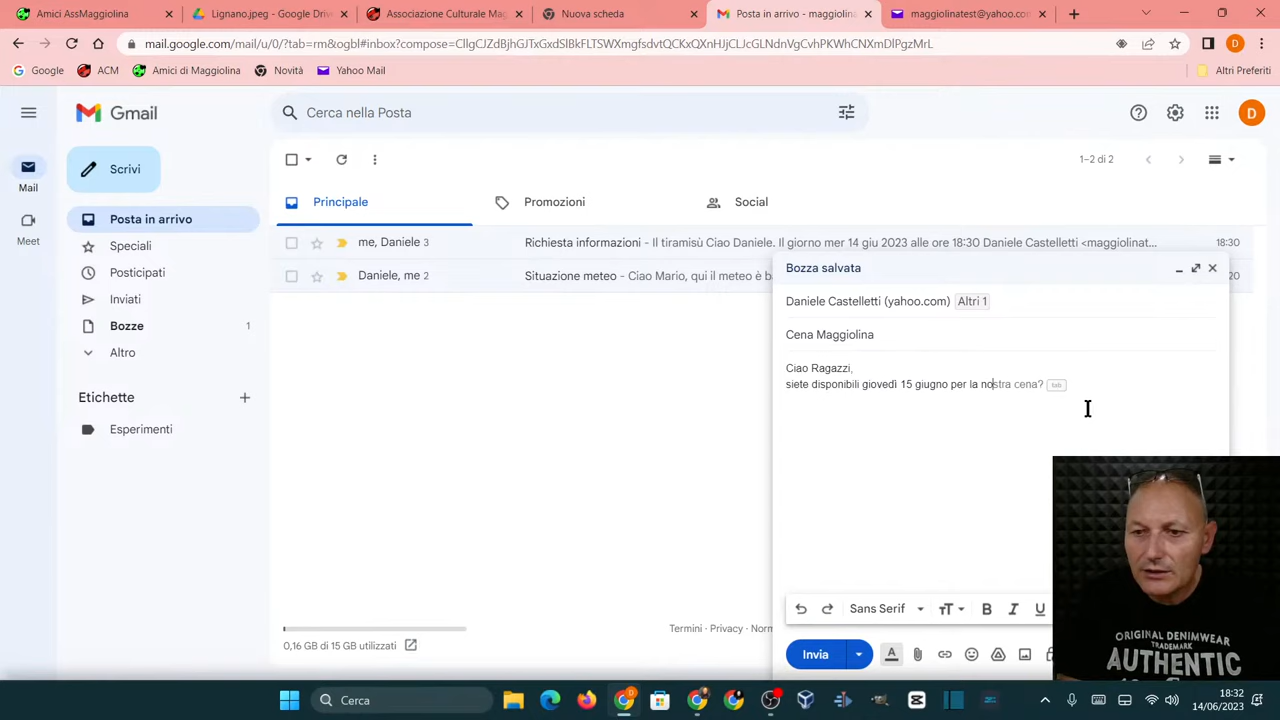 Amici AssMaggiolina
Lignano.jpeg - Google Driv
Associazione Culturale Mag
Nuova scheda
Posta in arrivo - maggiolina
maggiolinatest@yahoo.co
mail.google.com/mail/u/0/?tab=rm&ogbl#inbox?compose=CllgCJZdBjhGJTxGxdSlBkFLTSWXmgfsdvtQCKxQXnHJjCLJcGLNdnVgCvhPKWhCNXmDlPgzMrL
D
Google
ACM
Amici di Maggiolina
Novità
Yahoo Mail
Altri Preferiti
Gmail
Cerca nella Posta
D
Scrivi
1–2 di 2
Mail
Principale
Promozioni
Social
Posta in arrivo
Meet
me, Daniele 3
Richiesta informazioni - Il tiramisù Ciao Daniele. Il giorno mer 14 giu 2023 alle ore 18:30 Daniele Castelletti <maggiolinat...
18:30
Speciali
Posticipati
Daniele, me 2
Situazione meteo - Ciao Mario, qui il meteo è b
20
Bozza salvata
Inviati
Daniele Castelletti (yahoo.com) Altri 1
Bozze
1
Cena Maggiolina
Altro
Ciao Ragazzi,
siete disponibili giovedì 15 giugno per la nostra cena? tab
Etichette
Esperimenti
Sans Serif
B
I
U
Termini · Privacy · Norm
0,16 GB di 15 GB utilizzati
Invia
A
ORIGINAL DENIMWEAR
TRADEMARK
AUTHENTIC
Cerca
18:32
14/06/2023